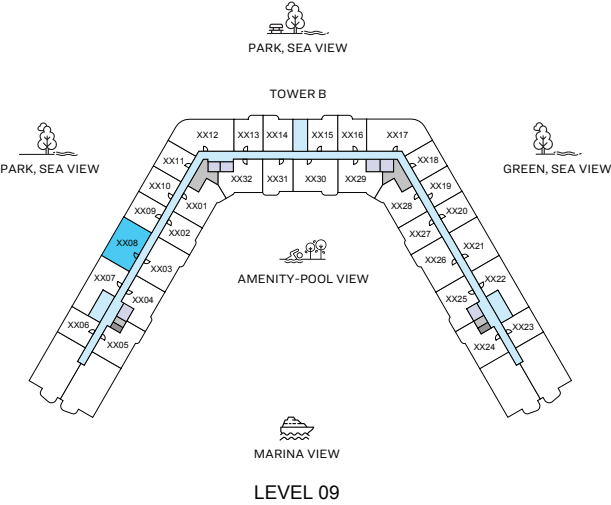 PARK, SEA VIEW
TOWER B
XX12
XX13
XX14
XX15
XX16
XX17
PARK, SEA VIEW
GREEN, SEA VIEW
XX11
XX18
XX10
XX32
XX31
XX30
XX29
XX19
XX09
XX01
XX28
XX20
XX08
XX02
XX27
XX21
XX07
XX03
XX26
XX22
AMENITY-POOL VIEW
XX06
XX04
XX25
XX23
XX05
XX24
MARINA VIEW
LEVEL 09